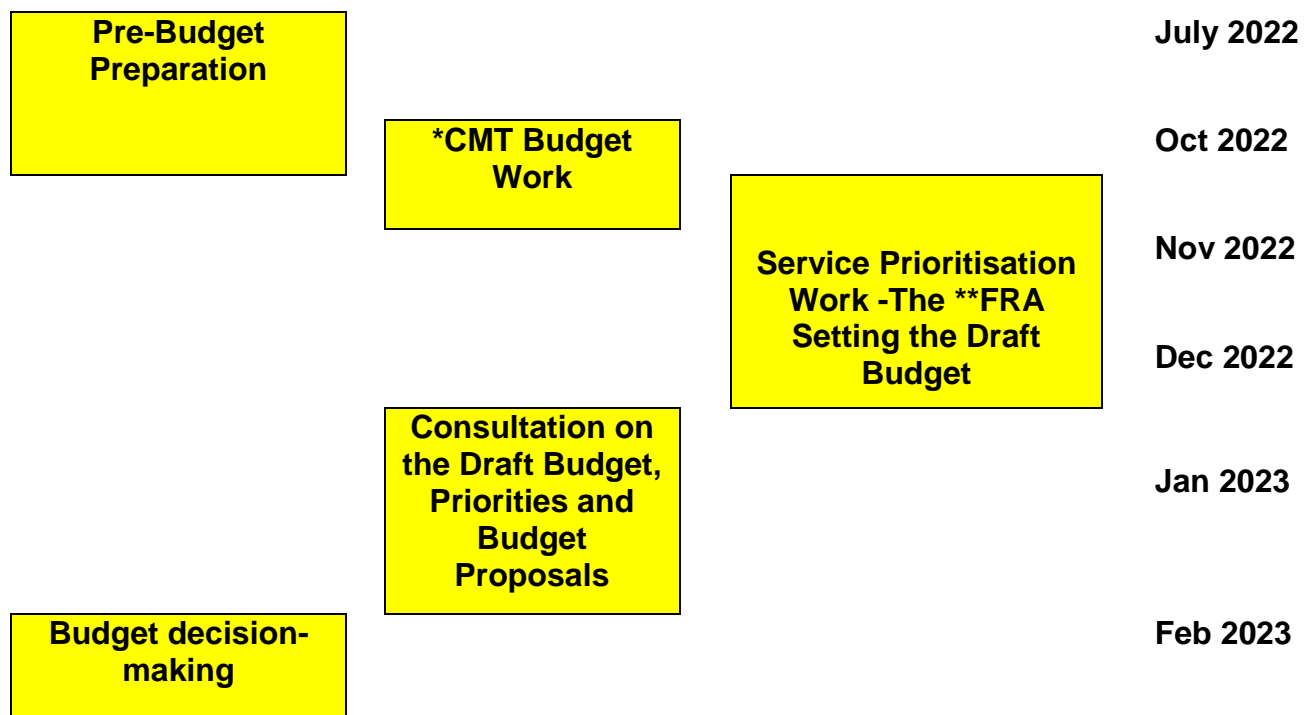 Pre-Budget
Preparation
July 2022
*CMT Budget
Work
Oct 2022
Service Prioritisation
Work -The **FRA
Setting the Draft
Budget
Nov 2022
Dec 2022
Consultation on
the Draft Budget,
Priorities and
Budget
Proposals
Jan 2023
Budget decision-
making
Feb 2023